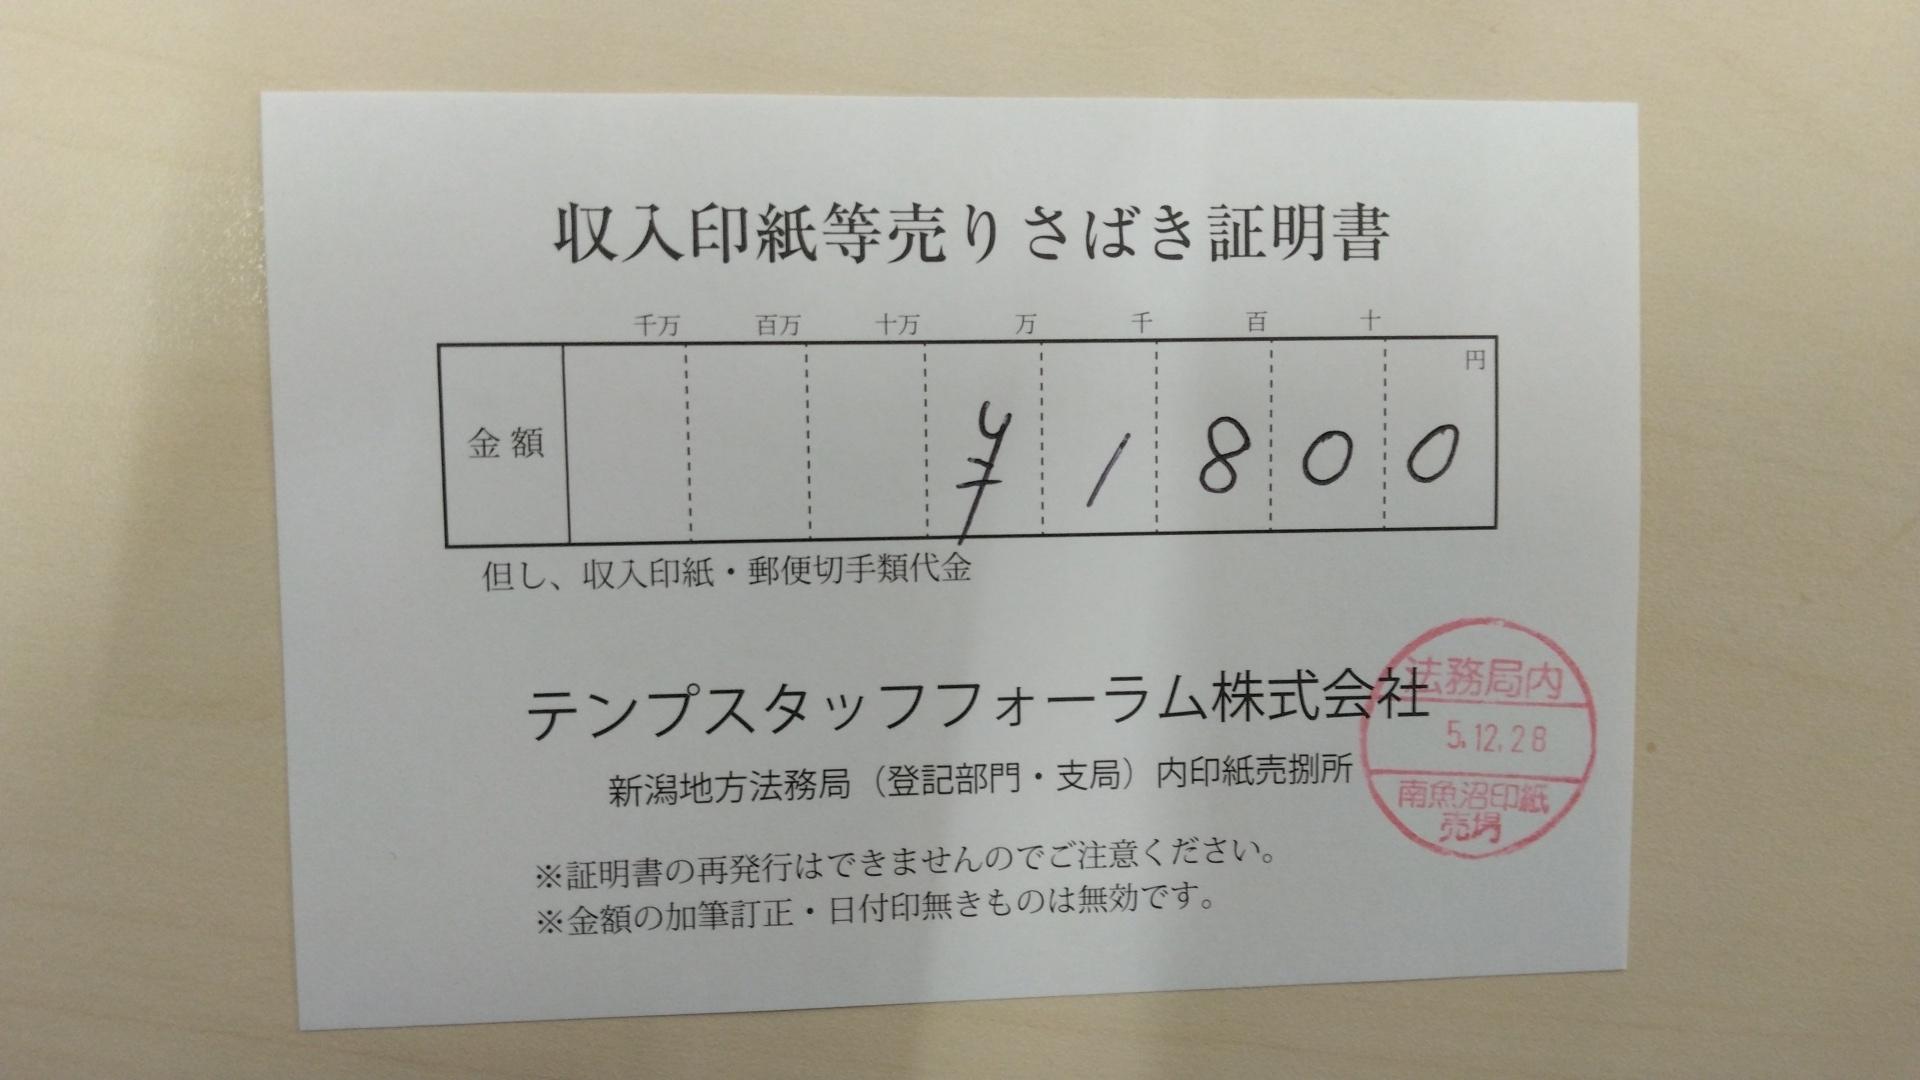 収入印紙等売りさばき証明書
千万 百万 十万 万 千 百 十
円
金額 ¥1800
但し、収入印紙・郵便切手類代金
テンプスタッフフォーラム株式会社
新潟地方法務局（登記部門・支局）内印紙売捌所
法務局内
5.12.28
南魚沼印紙
売場
※証明書の再発行はできませんのでご注意ください。
※金額の加筆訂正・日付印無きものは無効です。